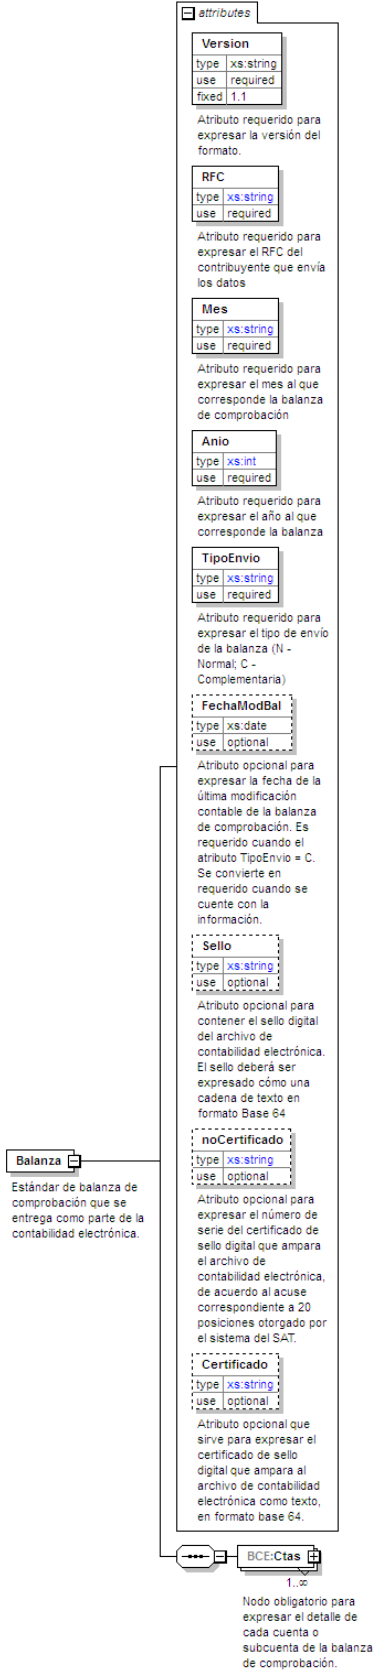 attributes
Version
type xs:string
use required
fixed 1.1
Atributo requerido para
expresar la versión del
formato.
RFC
type xs:string
use required
Atributo requerido para
expresar el RFC del
contribuyente que envía
los datos
Mes
type xs:string
use required
Atributo requerido para
expresar el mes al que
corresponde la balanza
de comprobación
Anio
type xs:int
use required
Atributo requerido para
expresar el año al que
corresponde la balanza
TipoEnvio
type xs:string
use required
Atributo requerido para
expresar el tipo de envío
de la balanza (N -
Normal; C -
Complementaria)
FechaModBal
type xs:date
use optional
Atributo opcional para
expresar la fecha de la
última modificación
contable de la balanza
de comprobación. Es
requerido cuando el
atributo TipoEnvio = C.
Se convierte en
requerido cuando se
cuente con la
información.
Sello
type xs:string
use optional
Atributo opcional para
contener el sello digital
del archivo de
contabilidad electrónica.
El sello deberá ser
expresado cómo una
cadena de texto en
formato Base 64
noCertificado
type xs:string
use optional
Atributo opcional para
expresar el número de
serie del certificado de
sello digital que ampara
el archivo de
contabilidad electrónica,
de acuerdo al acuse
correspondiente a 20
posiciones otorgado por
el sistema del SAT.
Certificado
type xs:string
use optional
Atributo opcional que
sirve para expresar el
certificado de sello
digital que ampara al
archivo de contabilidad
electrónica como texto,
en formato base 64.
Balanza
Estándar de balanza de
comprobación que se
entrega como parte de la
contabilidad electrónica.
BCE:Ctas
1..∞
Nodo obligatorio para
expresar el detalle de
cada cuenta o
subcuenta de la balanza
de comprobación.